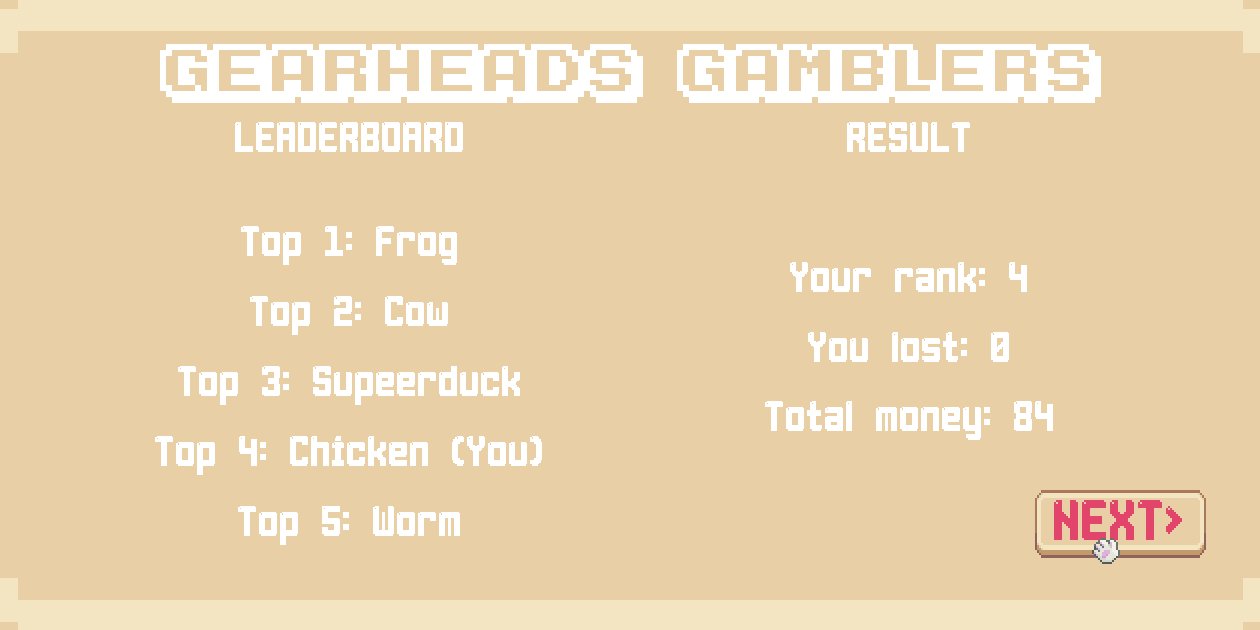 GEARHEADS GAMBLERS
LEADERBOARD
Top 1: Frog
Top 2: Cow
Top 3: Supeerduck
Top 4: Chicken (You)
Top 5: Worm
RESULT
Your rank: 4
You lost: 0
Total money: 84
NEXT>